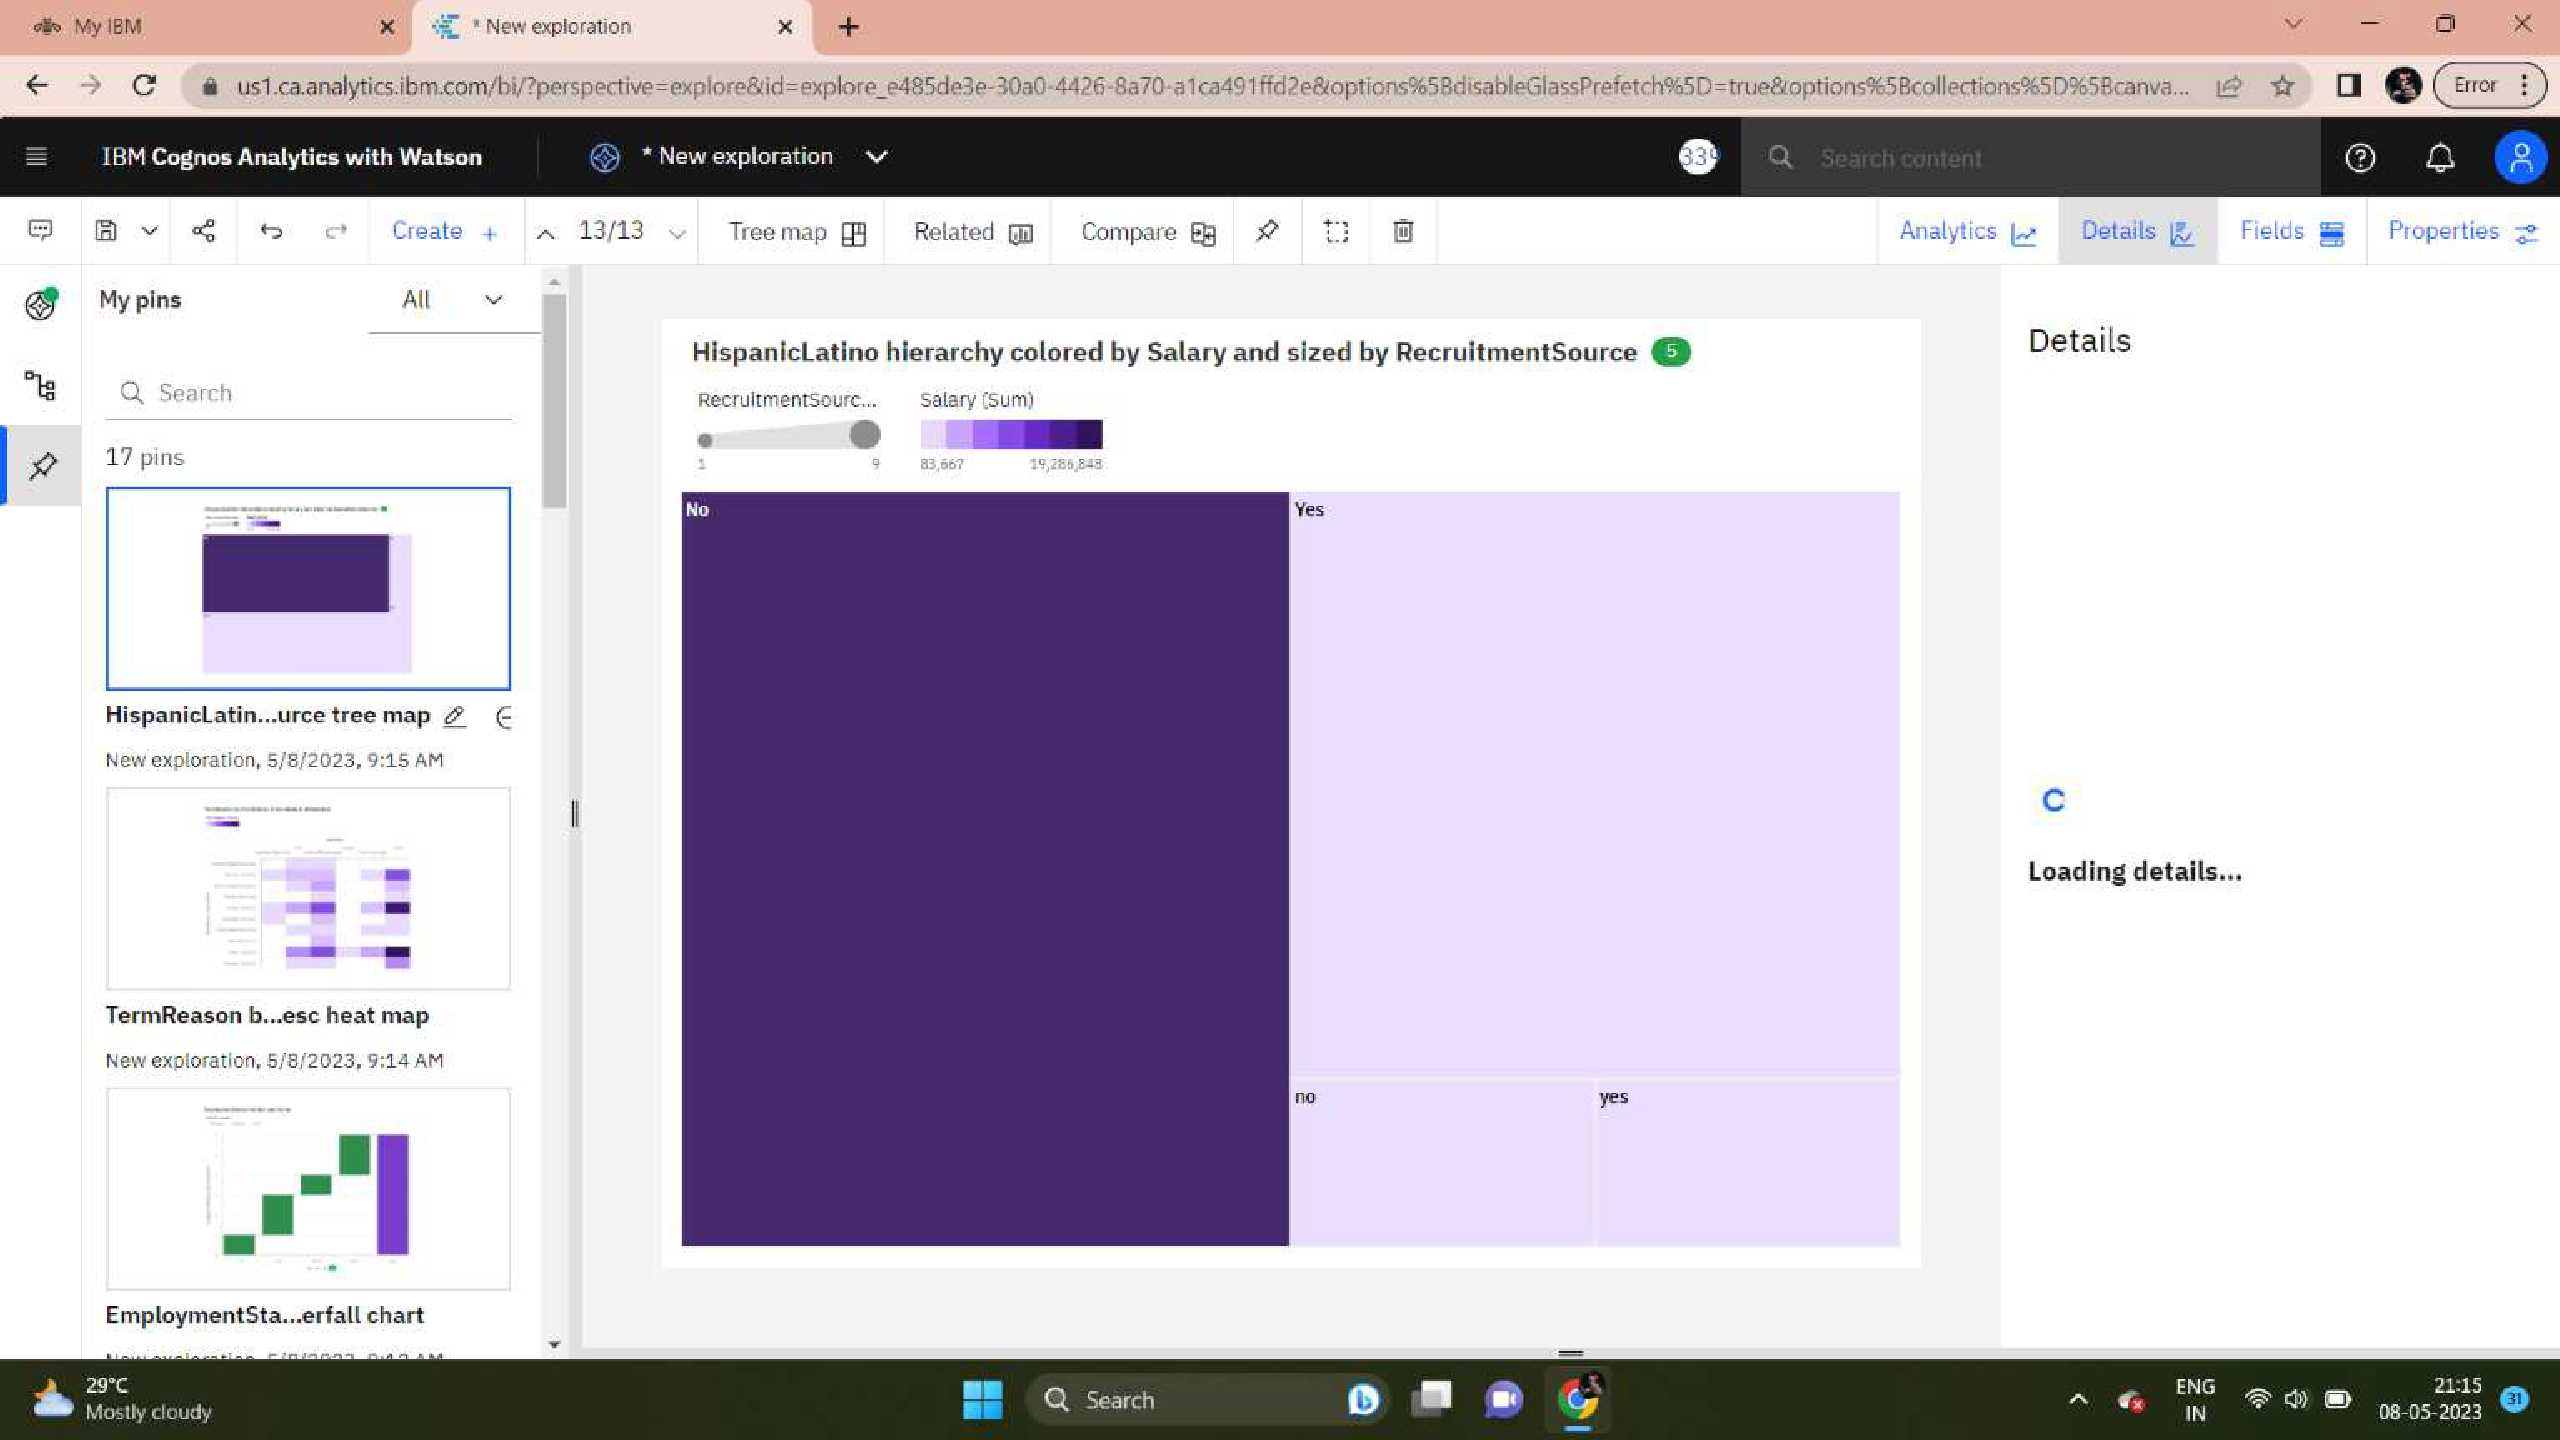 My IBM
* New exploration
us1.ca.analytics.ibm.com/bi/?perspective=explore&id=explore_e485de3e-30a0-4426-8a70-a1ca491ffd2e&options%5BdisableGlassPrefetch%5D=true&options%5Bcollections%5D%5Bcanva...
Error
IBM Cognos Analytics with Watson
* New exploration
Search content
Create +
13/13
Tree map
Related
Compare
Analytics
Details
Fields
Properties
My pins
All
Search
17 pins
HispanicLatin...urce tree map
New exploration, 5/8/2023, 9:15 AM
TermReason b...esc heat map
New exploration, 5/8/2023, 9:14 AM
EmploymentSta...erfall chart
HispanicLatino hierarchy colored by Salary and sized by RecruitmentSource 5
RecruitmentSourc...
Salary (Sum)
1
9
83,667
19,286,848
No
Yes
no
yes
Details
Loading details...
29°C
Mostly cloudy
Search
ENG
IN
21:15
08-05-2023
31